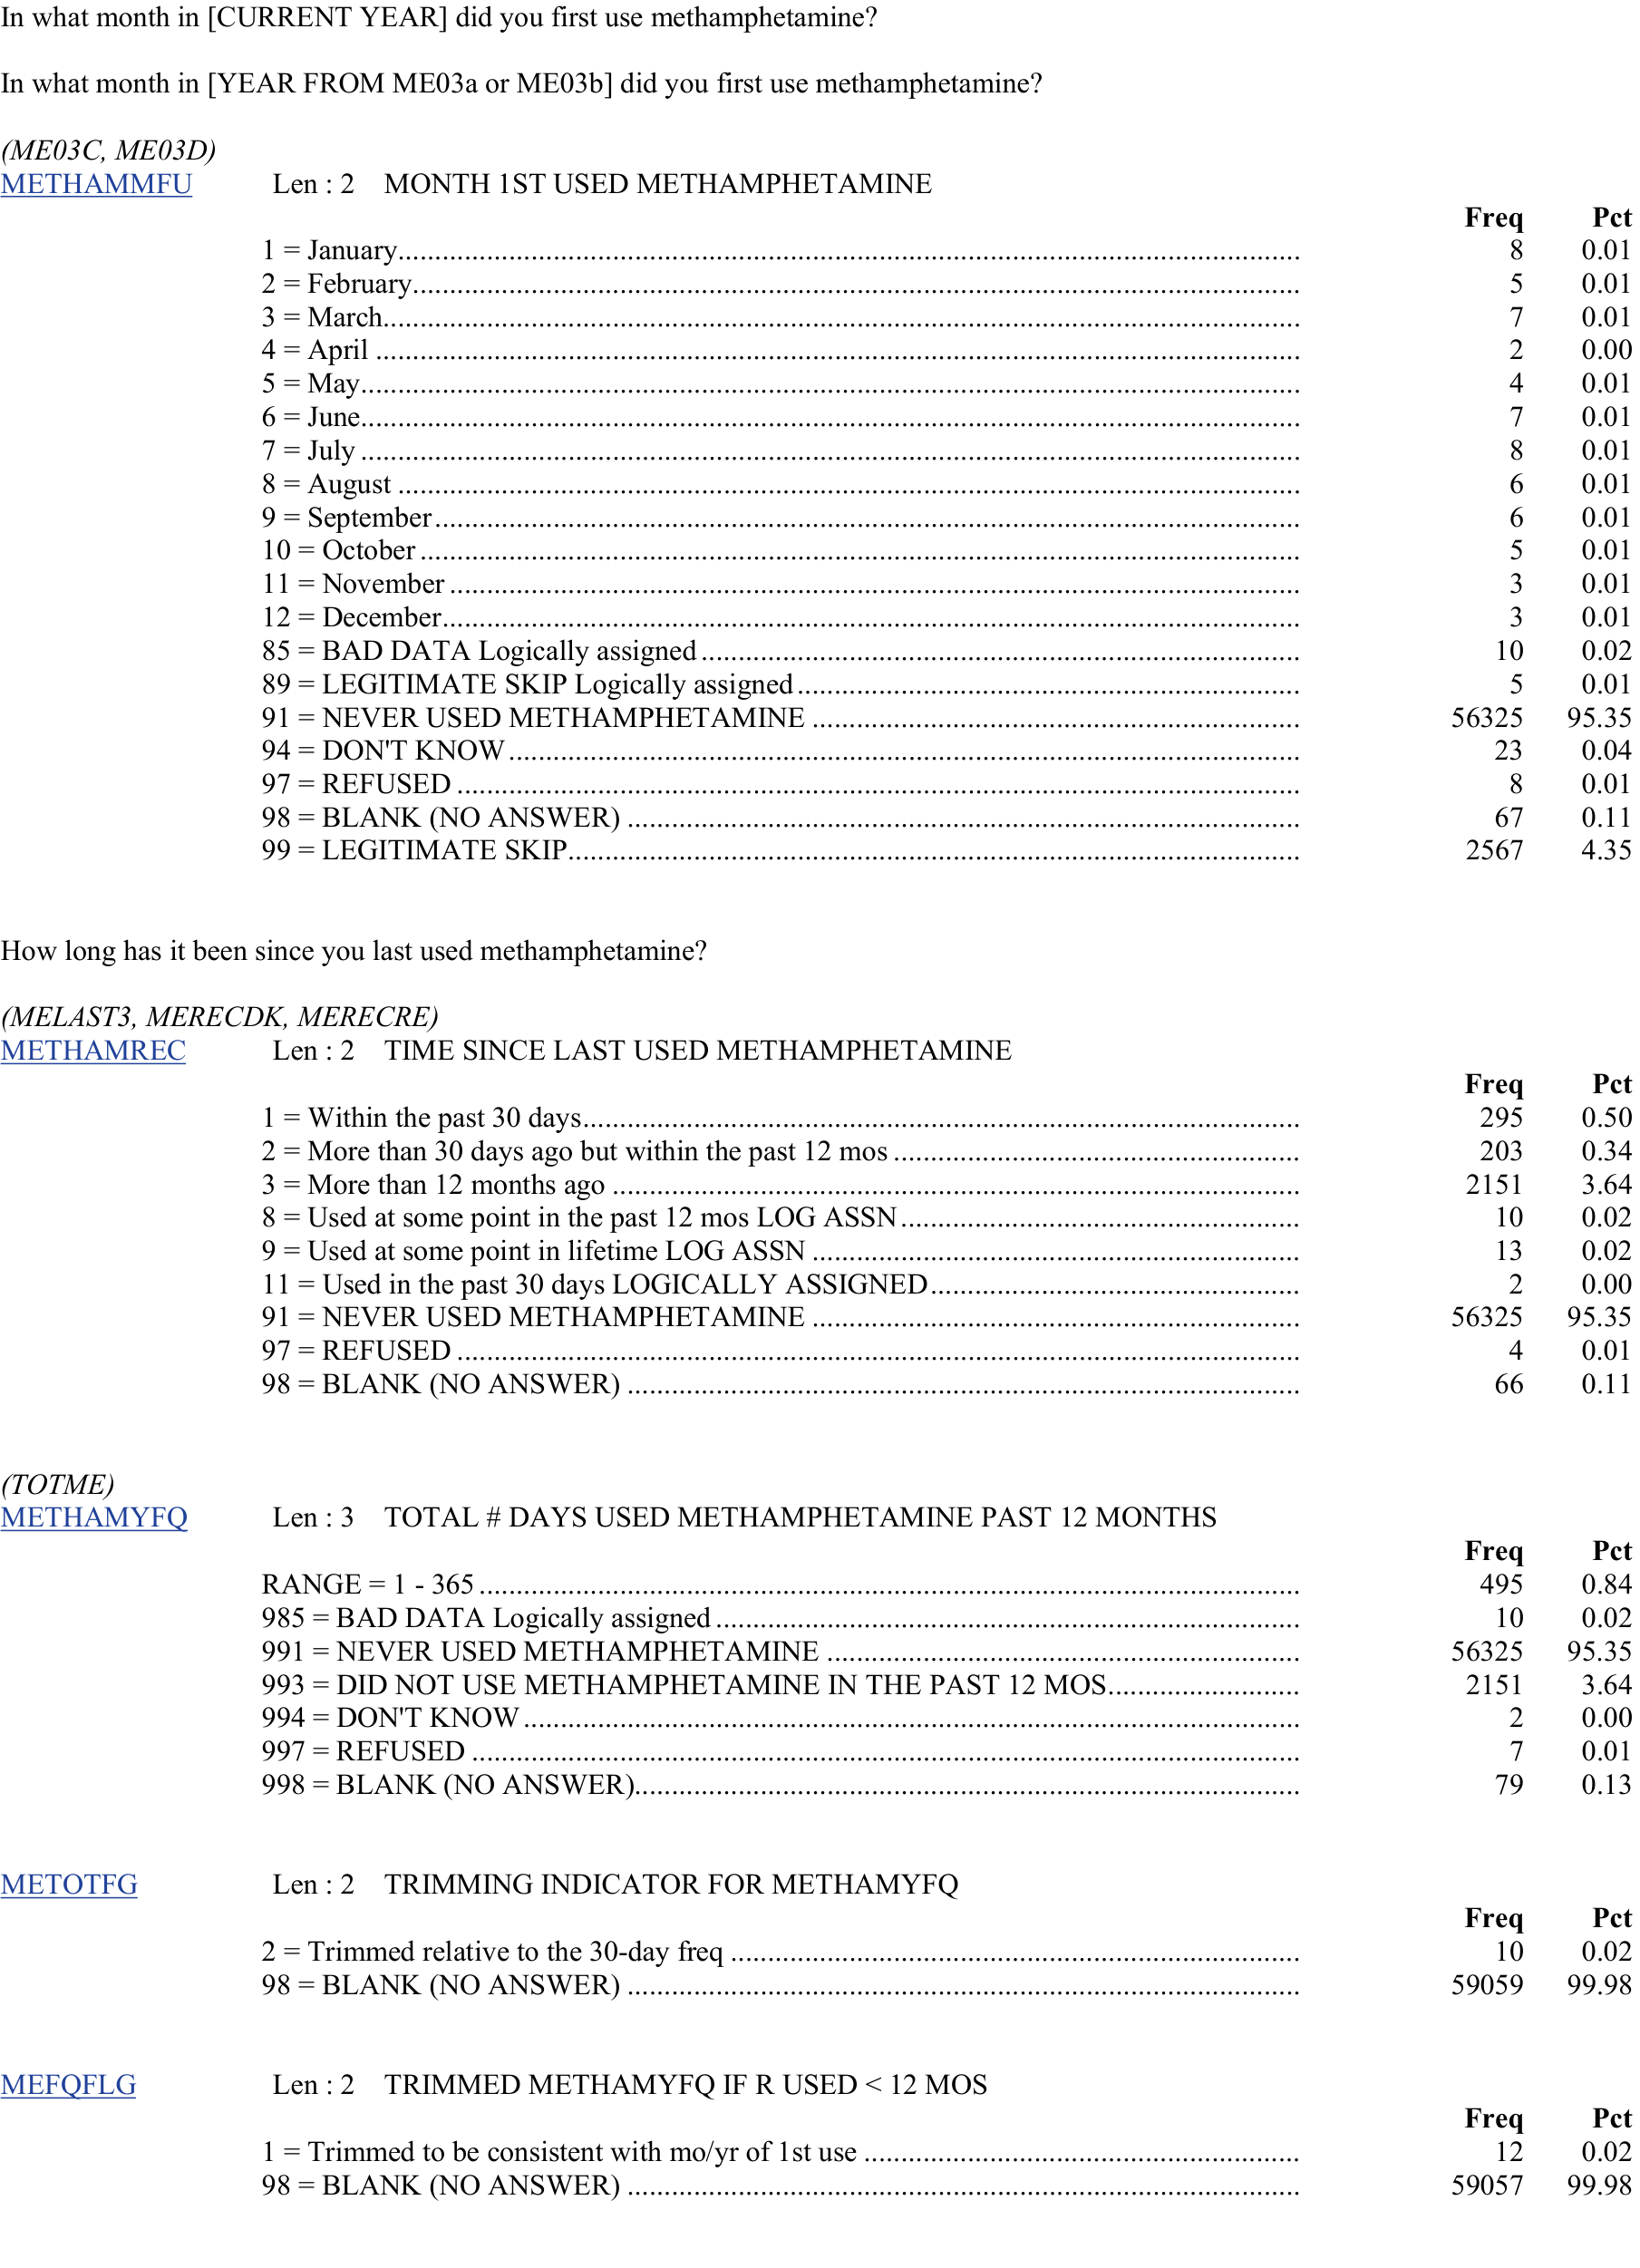 In what month in [CURRENT YEAR] did you first use methamphetamine?
In what month in [YEAR FROM ME03a or ME03b] did you first use methamphetamine?
(ME03C, ME03D)
METHAMMFU Len : 2 MONTH 1ST USED METHAMPHETAMINE
Freq Pct
1 = January.......... 8 0.01
2 = February.......... 5 0.01
3 = March.......... 7 0.01
4 = April .......... 2 0.00
5 = May.......... 4 0.01
6 = June.......... 7 0.01
7 = July .......... 8 0.01
8 = August .......... 6 0.01
9 = September.......... 6 0.01
10 = October.......... 5 0.01
11 = November .......... 3 0.01
12 = December.......... 3 0.01
85 = BAD DATA Logically assigned.......... 10 0.02
89 = LEGITIMATE SKIP Logically assigned.......... 5 0.01
91 = NEVER USED METHAMPHETAMINE .......... 56325 95.35
94 = DON'T KNOW.......... 23 0.04
97 = REFUSED .......... 8 0.01
98 = BLANK (NO ANSWER) .......... 67 0.11
99 = LEGITIMATE SKIP.......... 2567 4.35
How long has it been since you last used methamphetamine?
(MELAST3, MERECDK, MERECRE)
METHAMREC Len : 2 TIME SINCE LAST USED METHAMPHETAMINE
Freq Pct
1 = Within the past 30 days.......... 295 0.50
2 = More than 30 days ago but within the past 12 mos .......... 203 0.34
3 = More than 12 months ago .......... 2151 3.64
8 = Used at some point in the past 12 mos LOG ASSN.......... 10 0.02
9 = Used at some point in lifetime LOG ASSN .......... 13 0.02
11 = Used in the past 30 days LOGICALLY ASSIGNED.......... 2 0.00
91 = NEVER USED METHAMPHETAMINE .......... 56325 95.35
97 = REFUSED .......... 4 0.01
98 = BLANK (NO ANSWER) .......... 66 0.11
(TOTME)
METHAMYFQ Len : 3 TOTAL # DAYS USED METHAMPHETAMINE PAST 12 MONTHS
Freq Pct
RANGE = 1 - 365 .......... 495 0.84
985 = BAD DATA Logically assigned.......... 10 0.02
991 = NEVER USED METHAMPHETAMINE .......... 56325 95.35
993 = DID NOT USE METHAMPHETAMINE IN THE PAST 12 MOS.......... 2151 3.64
994 = DON'T KNOW.......... 2 0.00
997 = REFUSED .......... 7 0.01
998 = BLANK (NO ANSWER).......... 79 0.13
METOTFG Len : 2 TRIMMING INDICATOR FOR METHAMYFQ
Freq Pct
2 = Trimmed relative to the 30-day freq .......... 10 0.02
98 = BLANK (NO ANSWER) .......... 59059 99.98
MEFQFLG Len : 2 TRIMMED METHAMYFQ IF R USED < 12 MOS
Freq Pct
1 = Trimmed to be consistent with mo/yr of 1st use .......... 12 0.02
98 = BLANK (NO ANSWER) .......... 59057 99.98